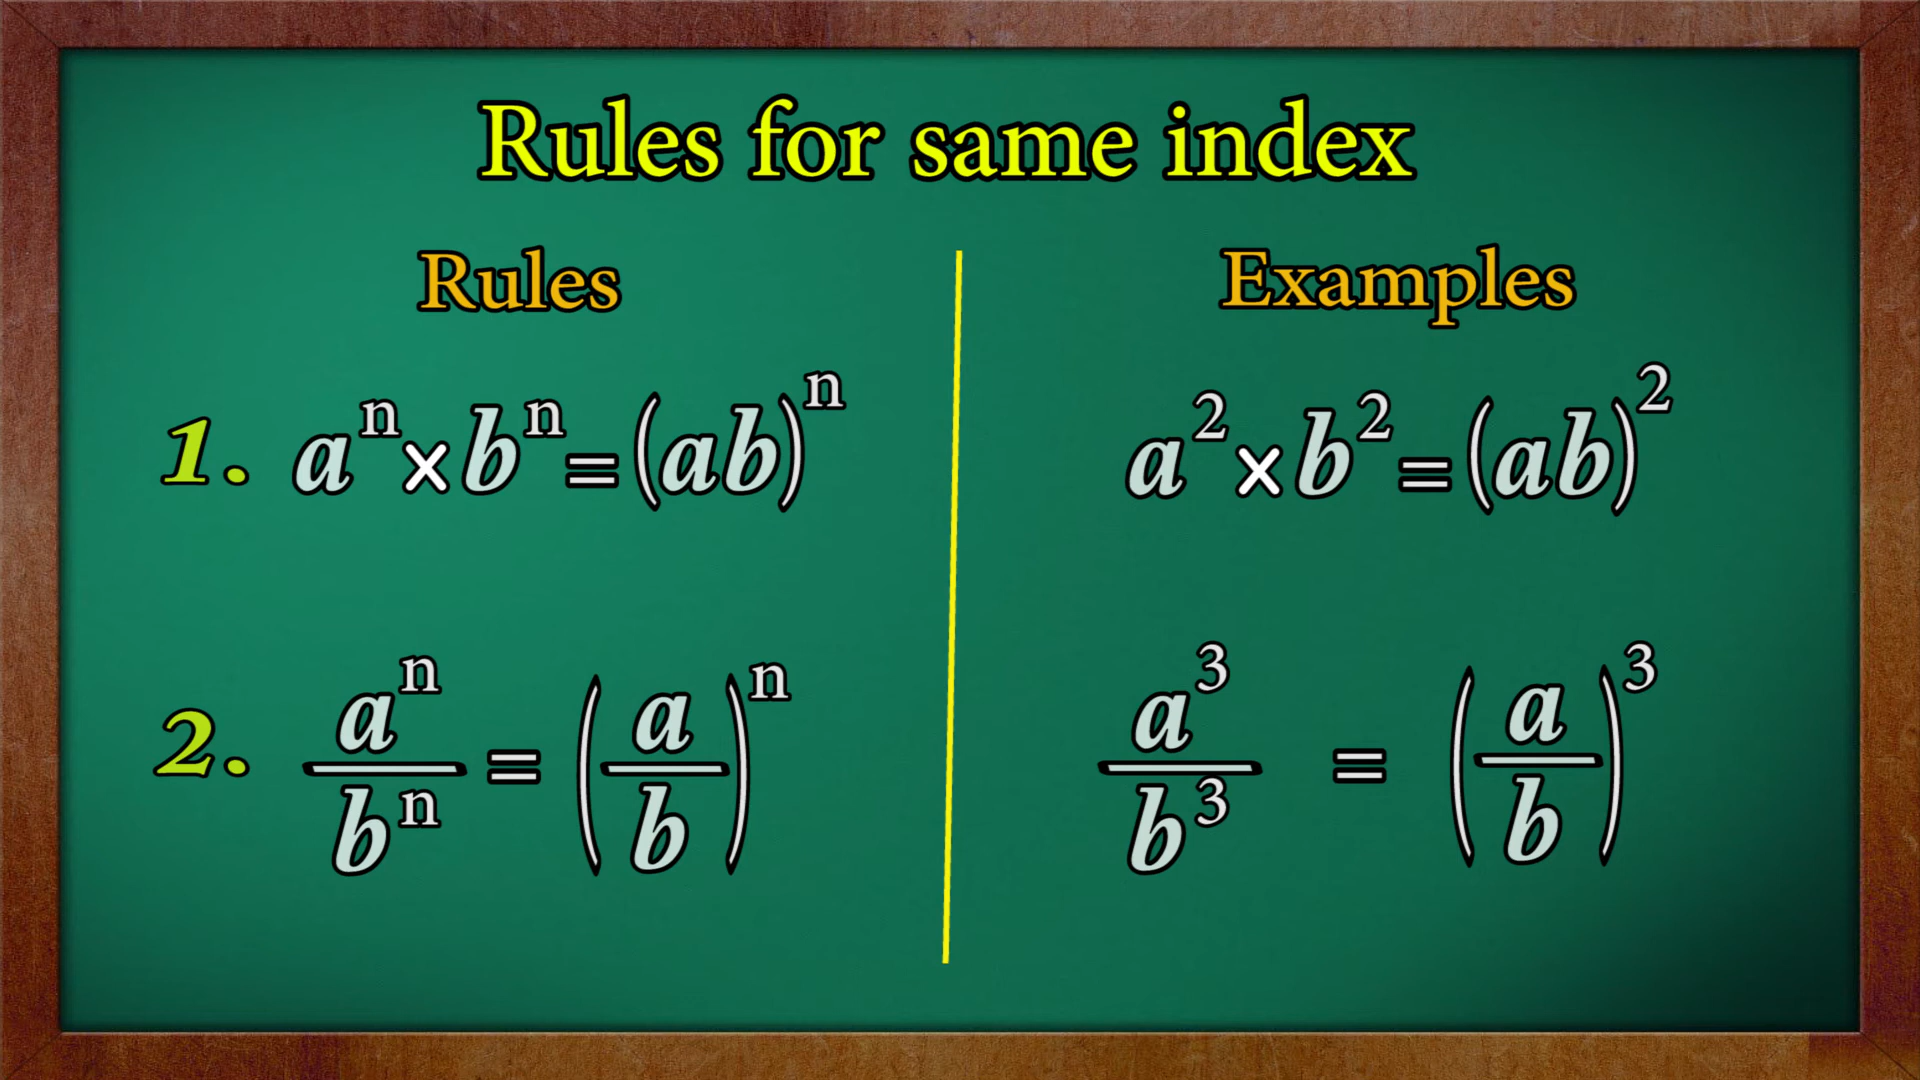 Rules for same index
Rules
1. aⁿ × bⁿ = (ab)ⁿ
2. aⁿ/bⁿ = (a/b)ⁿ
Examples
a² × b² = (ab)²
a³/b³ = (a/b)³